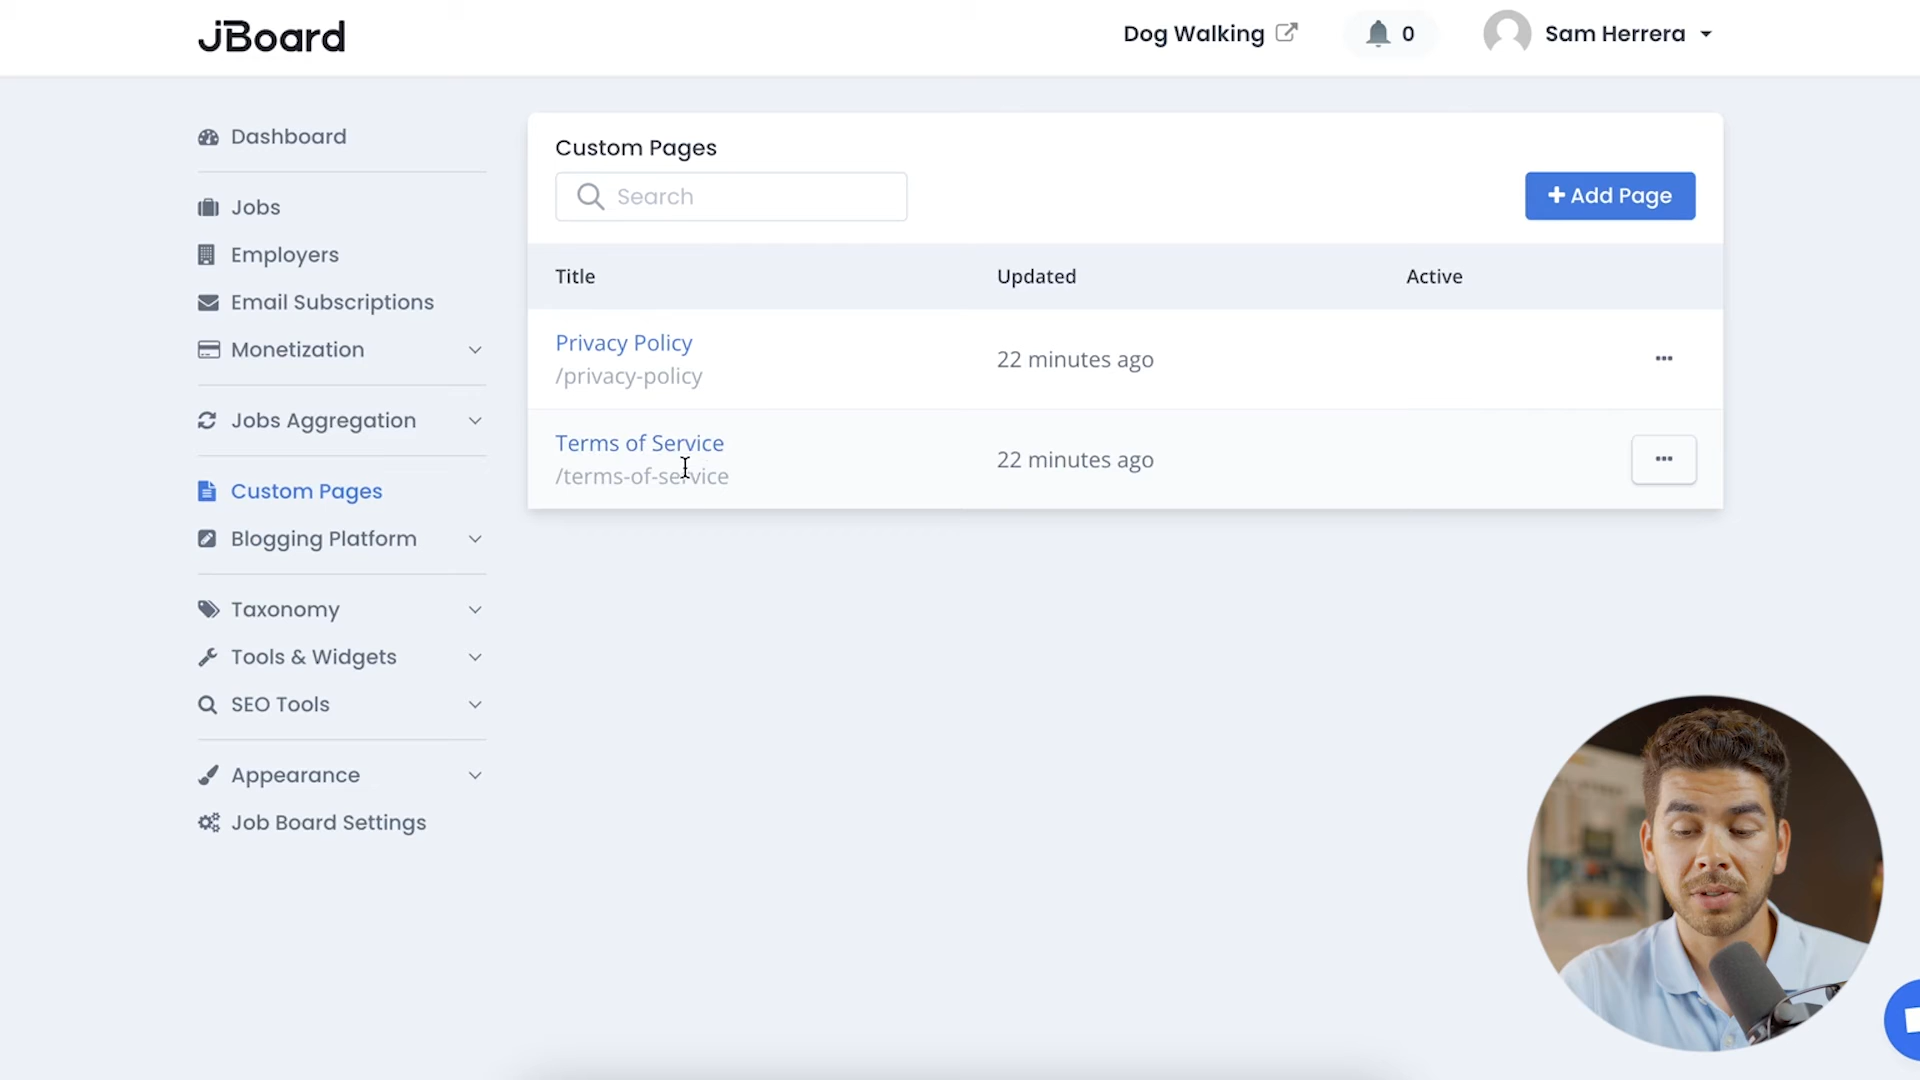 jBoard
Dog Walking
0
Sam Herrera
Dashboard
Jobs
Employers
Email Subscriptions
Monetization
Jobs Aggregation
Custom Pages
Blogging Platform
Taxonomy
Tools & Widgets
SEO Tools
Appearance
Job Board Settings
Custom Pages
Search
+ Add Page
Title Updated Active
Privacy Policy
/privacy-policy
22 minutes ago
Terms of Service
/terms-of-service
22 minutes ago